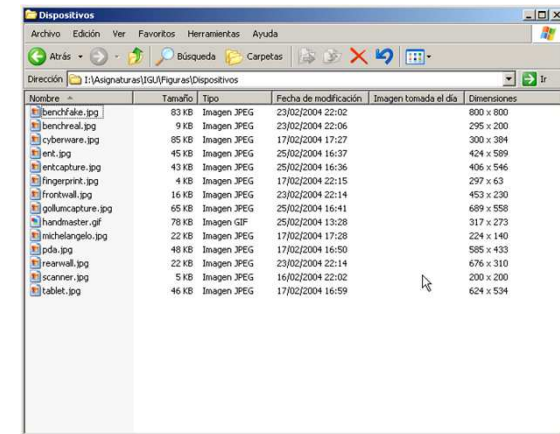 Dispositivos
Archivo Edición Ver Favoritos Herramientas Ayuda
Atrás Búsqueda Carpetas
Dirección I:\Asignaturas\IGU\Figuras\Dispositivos Ir
Nombre Tamaño Tipo Fecha de modificación Imagen tomada el día Dimensiones
benchfake.jpg 83 KB Imagen JPEG 23/02/2004 22:02 800 x 800
benchreal.jpg 9 KB Imagen JPEG 23/02/2004 22:06 295 x 200
cyberware.jpg 85 KB Imagen JPEG 17/02/2004 17:27 300 x 384
ent.jpg 45 KB Imagen JPEG 25/02/2004 16:37 424 x 589
entcapture.jpg 43 KB Imagen JPEG 25/02/2004 16:36 406 x 546
fingerprint.jpg 4 KB Imagen JPEG 17/02/2004 22:15 297 x 63
frontwall.jpg 16 KB Imagen JPEG 23/02/2004 22:14 453 x 230
gollumcapture.jpg 65 KB Imagen JPEG 25/02/2004 16:41 689 x 558
handmaster.gif 78 KB Imagen GIF 25/02/2004 13:28 317 x 273
michelangelo.jpg 22 KB Imagen JPEG 17/02/2004 17:28 224 x 140
pda.jpg 48 KB Imagen JPEG 17/02/2004 16:50 585 x 433
rearwall.jpg 22 KB Imagen JPEG 23/02/2004 22:14 676 x 310
scanner.jpg 5 KB Imagen JPEG 16/02/2004 22:02 200 x 200
tablet.jpg 46 KB Imagen JPEG 17/02/2004 16:59 624 x 534